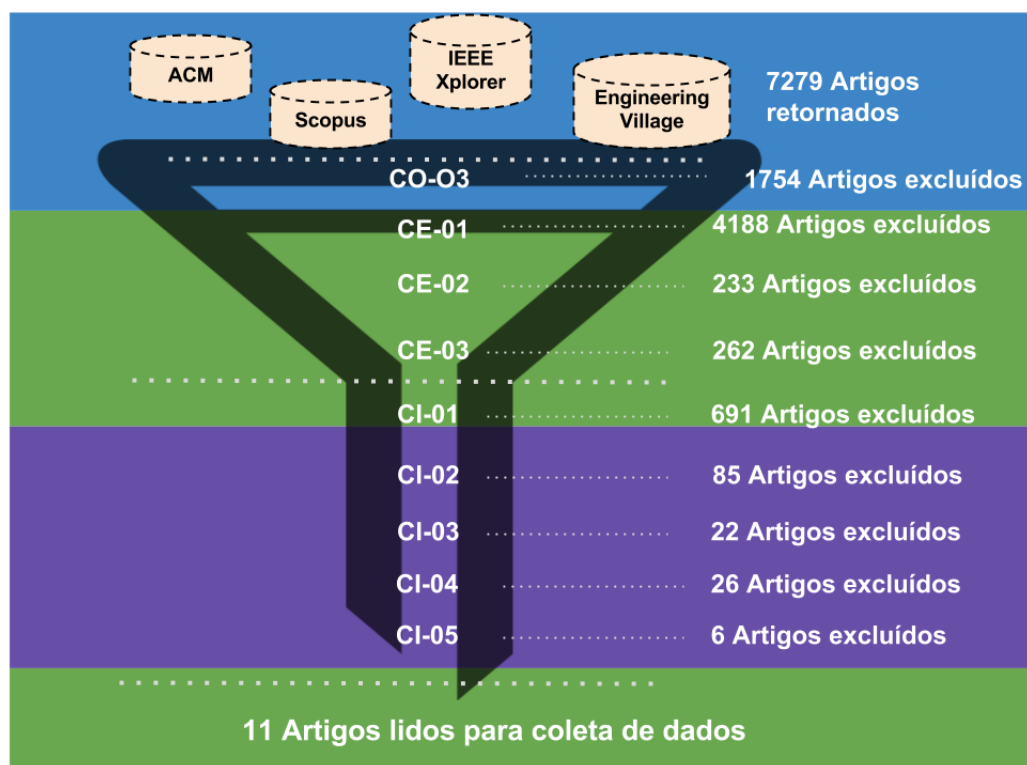 ACM
Scopus
IEEE
Xplorer
Engineering
Village
7279 Artigos
retornados
CO-O3 1754 Artigos excluídos
CE-01 4188 Artigos excluídos
CE-02 233 Artigos excluídos
CE-03 262 Artigos excluídos
CI-01 691 Artigos excluídos
CI-02 85 Artigos excluídos
CI-03 22 Artigos excluídos
CI-04 26 Artigos excluídos
CI-05 6 Artigos excluídos
11 Artigos lidos para coleta de dados